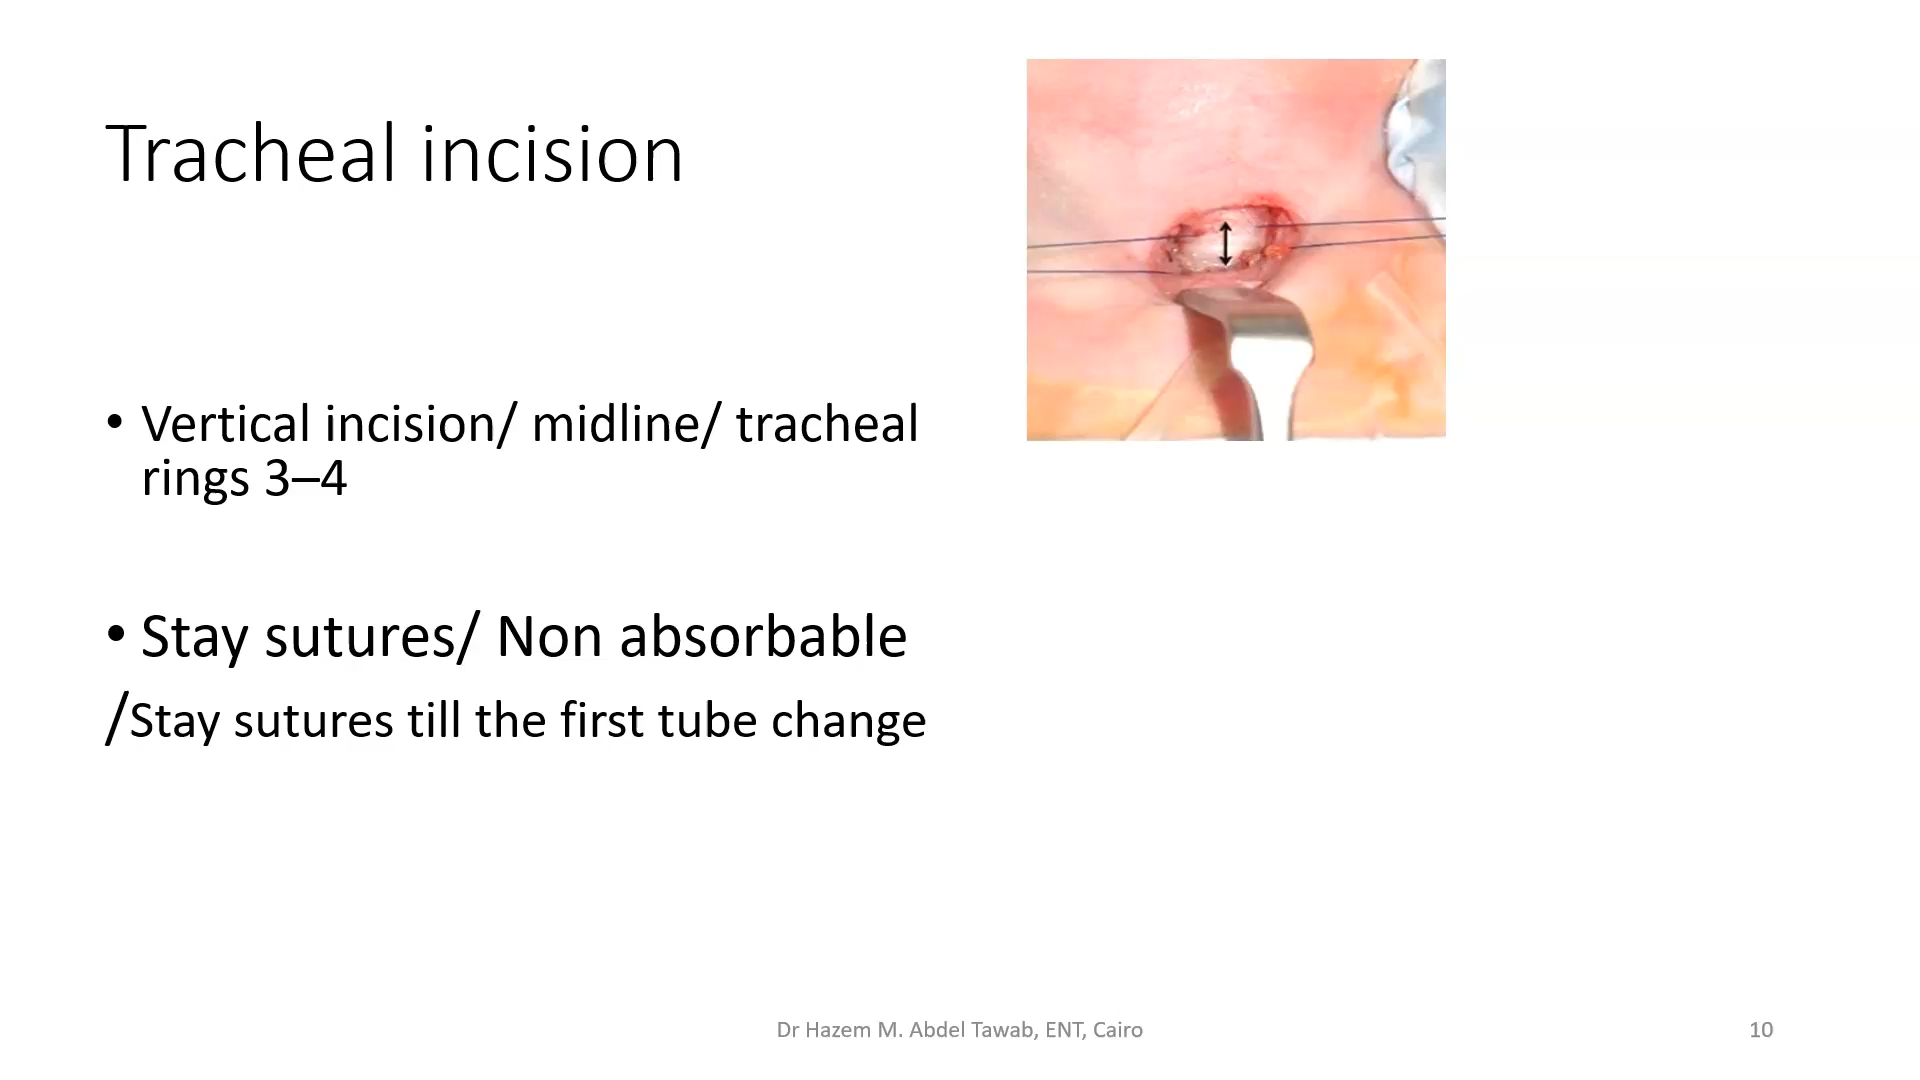 Tracheal incision
• Vertical incision/ midline/ tracheal
rings 3–4
• Stay sutures/ Non absorbable
/Stay sutures till the first tube change
Dr Hazem M. Abdel Tawab, ENT, Cairo
10